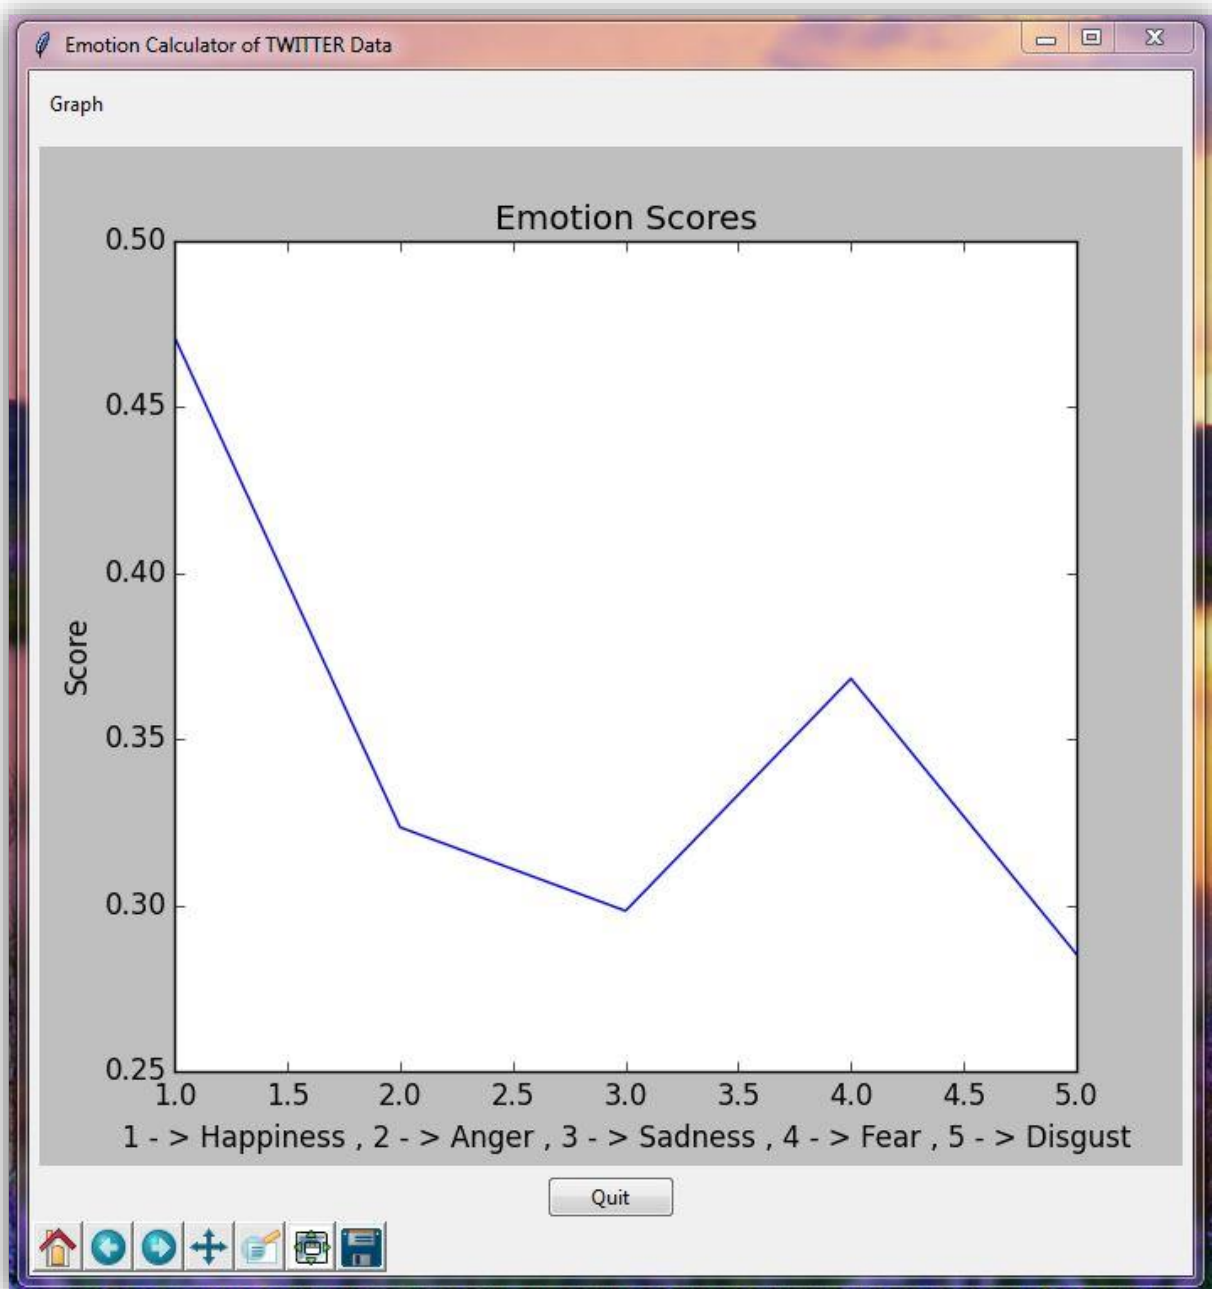 Emotion Calculator of TWITTER Data
Graph
Emotion Scores
0.50
0.45
0.40
0.35
0.30
0.25
Score
1.0 1.5 2.0 2.5 3.0 3.5 4.0 4.5 5.0
1 - > Happiness , 2 - > Anger , 3 - > Sadness , 4 - > Fear , 5 - > Disgust
Quit